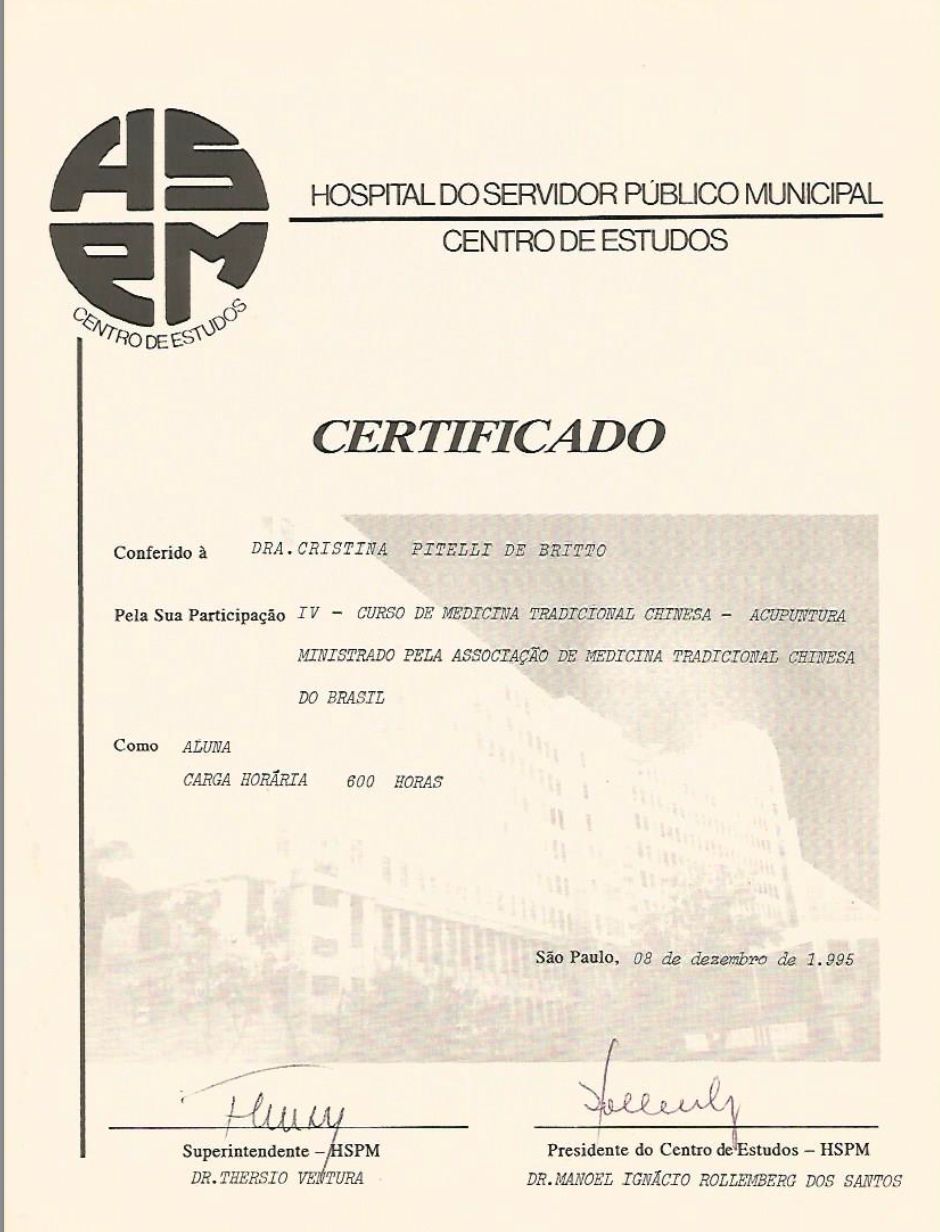 HSPM
CENTRO DE ESTUDOS
HOSPITAL DO SERVIDOR PÚBLICO MUNICIPAL
CENTRO DE ESTUDOS
CERTIFICADO
Conferido à DRA.CRISTINA PITELLI DE BRITTO
Pela Sua Participação IV - CURSO DE MEDICINA TRADICIONAL CHINESA - ACUPUNTURA
MINISTRADO PELA ASSOCIAÇÃO DE MEDICINA TRADICIONAL CHINESA
DO BRASIL
Como ALUNA
CARGA HORÁRIA 600 HORAS
São Paulo, 08 de dezembro de 1.995
Superintendente – HSPM
DR.THERSIO VENTURA
Presidente do Centro de Estudos – HSPM
DR.MANOEL IGNÁCIO ROLLEMBERG DOS SANTOS